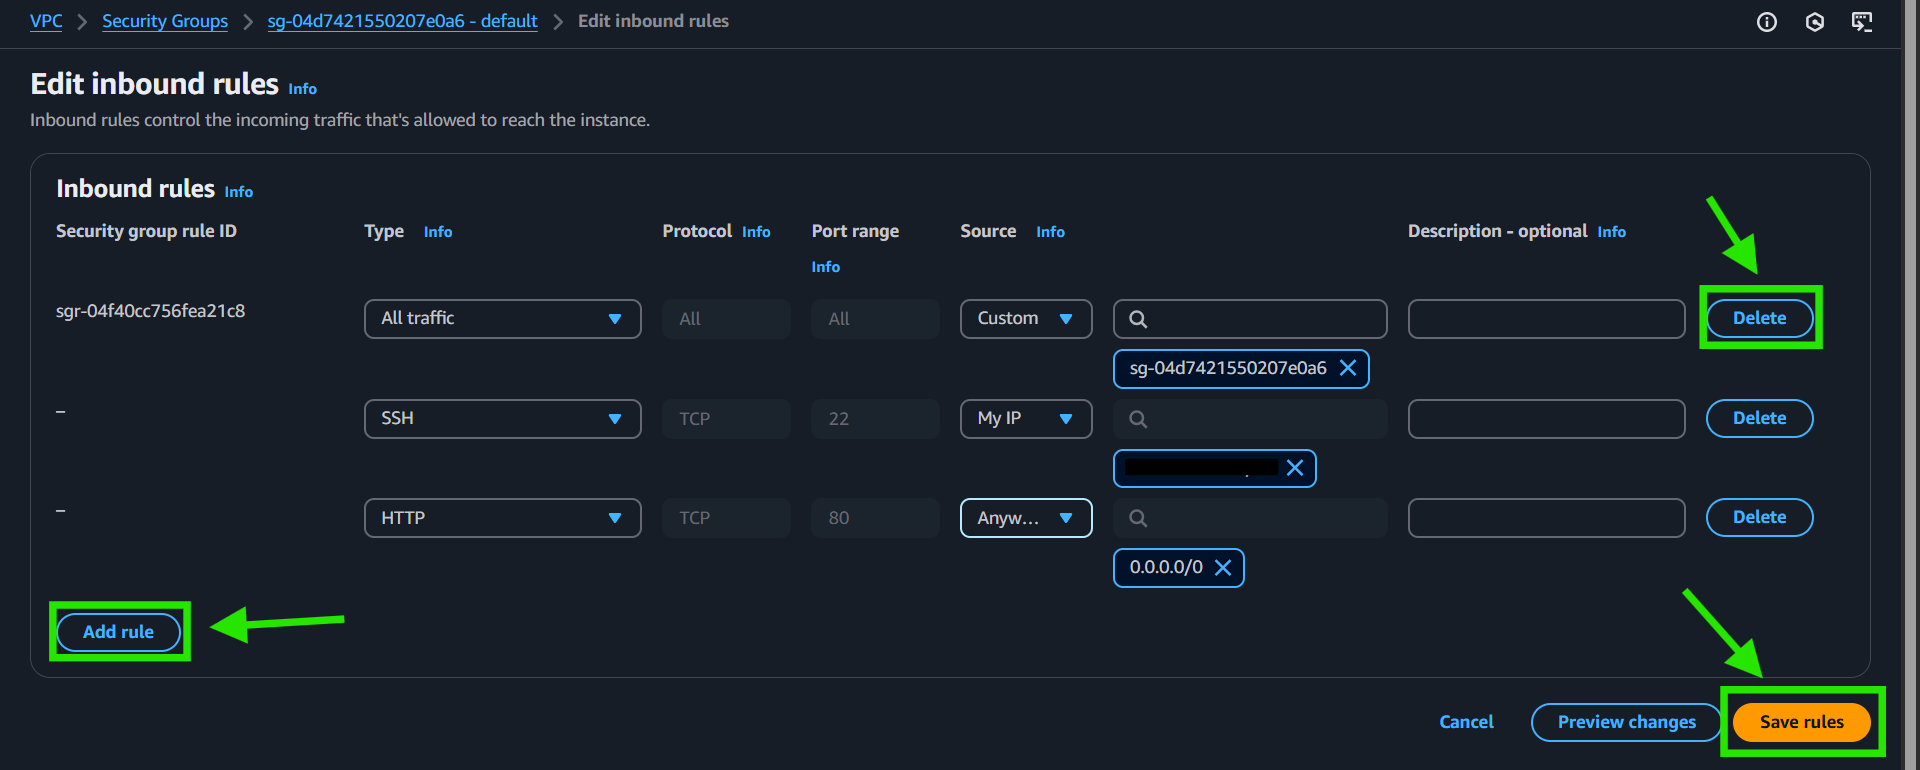 VPC > Security Groups > sg-04d7421550207e0a6 - default > Edit inbound rules
Edit inbound rules Info
Inbound rules control the incoming traffic that's allowed to reach the instance.
Inbound rules Info
Security group rule ID Type Info Protocol Info Port range Source Info Description - optional Info
Info
sgr-04f40cc756fea21c8 All traffic All All Custom Delete
sg-04d7421550207e0a6
– SSH TCP 22 My IP Delete
– HTTP TCP 80 Anyw... Delete
0.0.0.0/0
Add rule
Cancel Preview changes Save rules